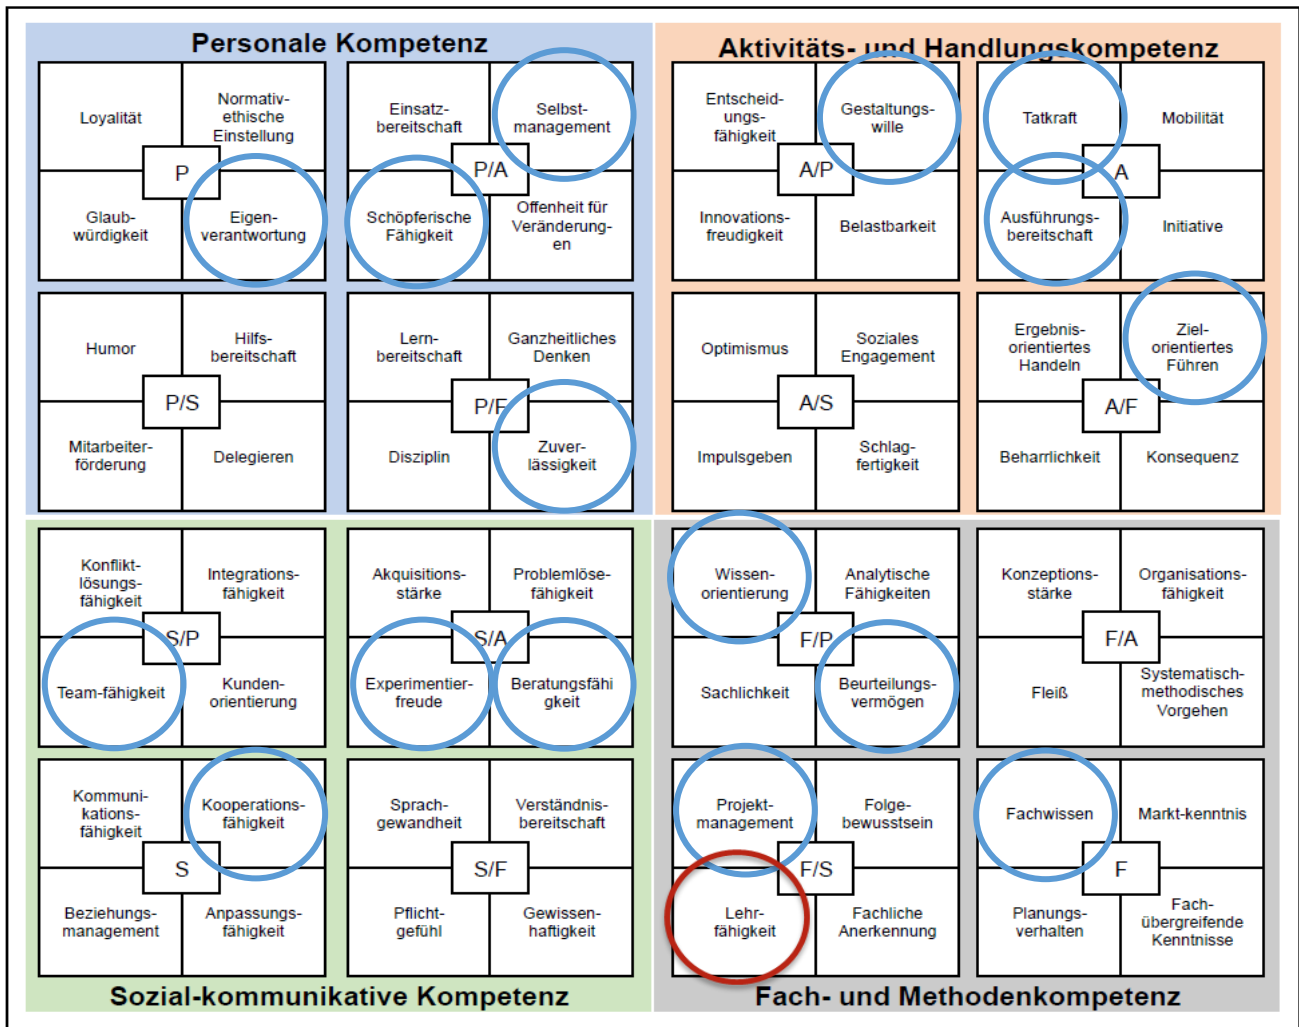 Personale Kompetenz
Loyalität
Normativ-
ethische
Einstellung
P
Glaub-
würdigkeit
Eigen-
verantwortung
Einsatz-
bereitschaft
Selbst-
management
P/A
Schöpferische
Fähigkeit
Offenheit für
Veränderung-
en
Humor
Hilfs-
bereitschaft
P/S
Mitarbeiter-
förderung
Delegieren
Lern-
bereitschaft
Ganzheitliches
Denken
P/F
Disziplin
Zuver-
lässigkeit
Aktivitäts- und Handlungskompetenz
Entscheid-
ungs-
fähigkeit
Gestaltungs-
wille
A/P
Innovations-
freudigkeit
Belastbarkeit
Tatkraft
Mobilität
A
Ausführungs-
bereitschaft
Initiative
Optimismus
Soziales
Engagement
A/S
Impulsgeben
Schlag-
fertigkeit
Ergebnis-
orientiertes
Handeln
Ziel-
orientiertes
Führen
A/F
Beharrlichkeit
Konsequenz
Konflikt-
lösungs-
fähigkeit
Integrations-
fähigkeit
S/P
Team-fähigkeit
Kunden-
orientierung
Akquisitions-
stärke
Problemlöse-
fähigkeit
S/A
Experimentier-
freude
Beratungsfähi
gkeit
Kommuni-
kations-
fähigkeit
Kooperations-
fähigkeit
S
Beziehungs-
management
Anpassungs-
fähigkeit
Sprach-
gewandheit
Verständnis-
bereitschaft
S/F
Pflicht-
gefühl
Gewissen-
haftigkeit
Sozial-kommunikative Kompetenz
Wissen-
orientierung
Analytische
Fähigkeiten
F/P
Sachlichkeit
Beurteilungs-
vermögen
Konzeptions-
stärke
Organisations-
fähigkeit
F/A
Fleiß
Systematisch-
methodisches
Vorgehen
Projekt-
management
Folge-
bewusstsein
F/S
Lehr-
fähigkeit
Fachliche
Anerkennung
Fachwissen
Markt-kenntnis
F
Planungs-
verhalten
Fach-
übergreifende
Kenntnisse
Fach- und Methodenkompetenz